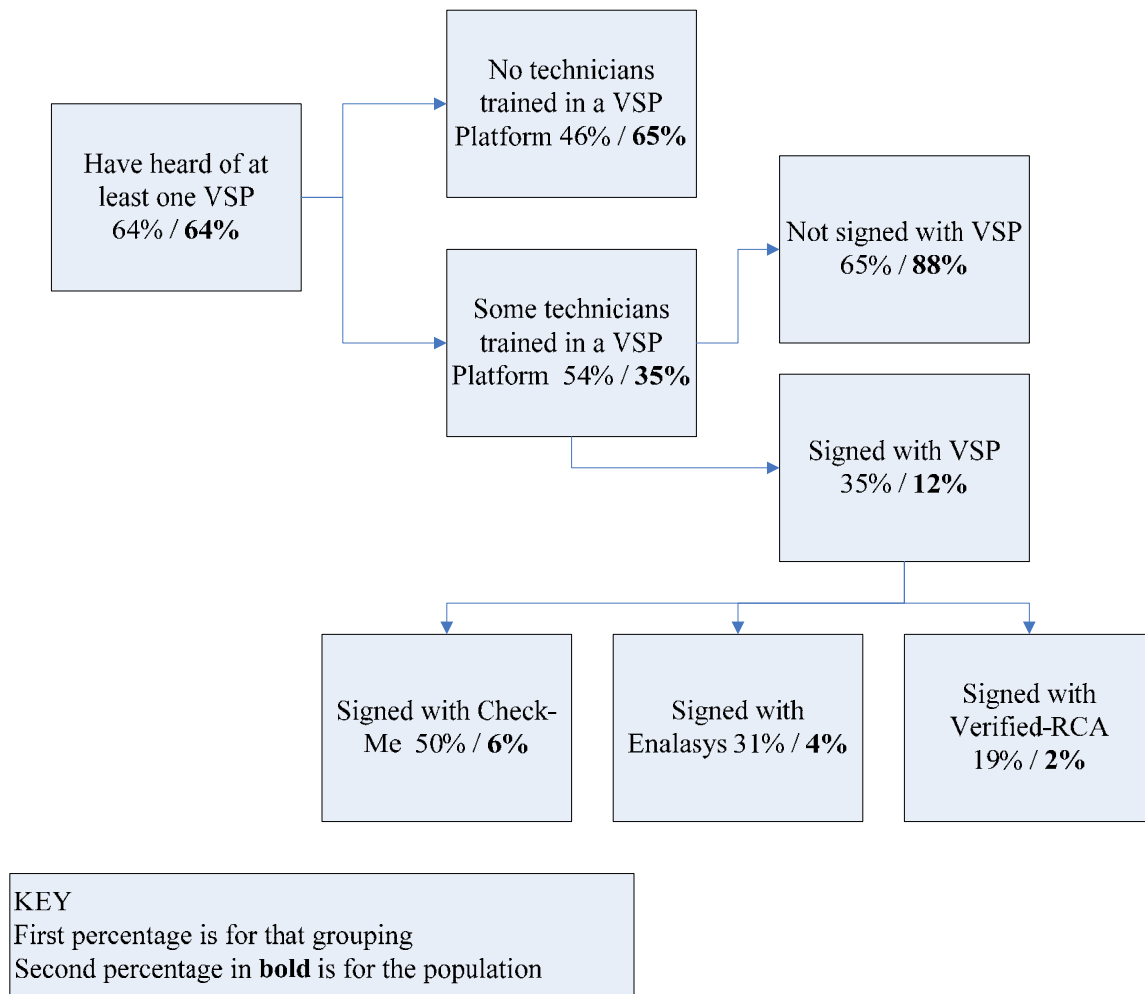 Have heard of at
least one VSP
64% / 64%
No technicians
trained in a VSP
Platform 46% / 65%
Some technicians
trained in a VSP
Platform 54% / 35%
Not signed with VSP
65% / 88%
Signed with VSP
35% / 12%
Signed with Check-
Me 50% / 6%
Signed with
Enalasys 31% / 4%
Signed with
Verified-RCA
19% / 2%
KEY
First percentage is for that grouping
Second percentage in bold is for the population